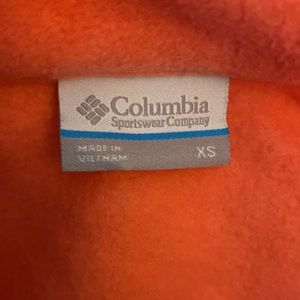 Columbia
Sportswear Company
MADE IN
VIETNAM
XS